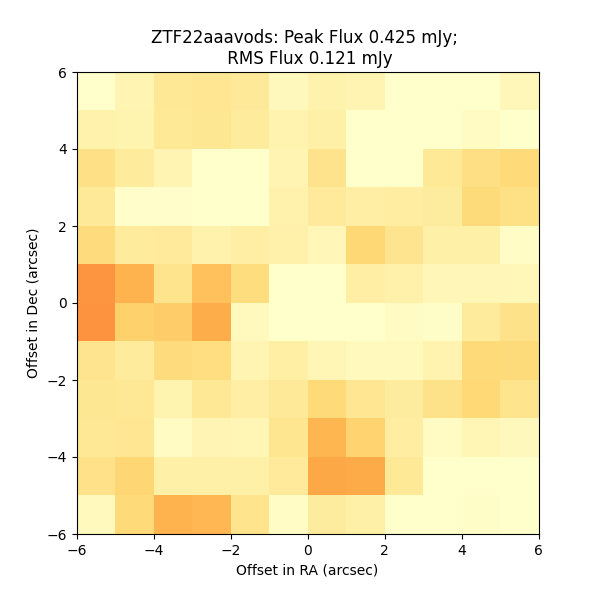 ZTF22aaavods: Peak Flux 0.425 mJy;
RMS Flux 0.121 mJy
6
4
2
0
−2
−4
−6
Offset in Dec (arcsec)
−6 −4 −2 0 2 4 6
Offset in RA (arcsec)